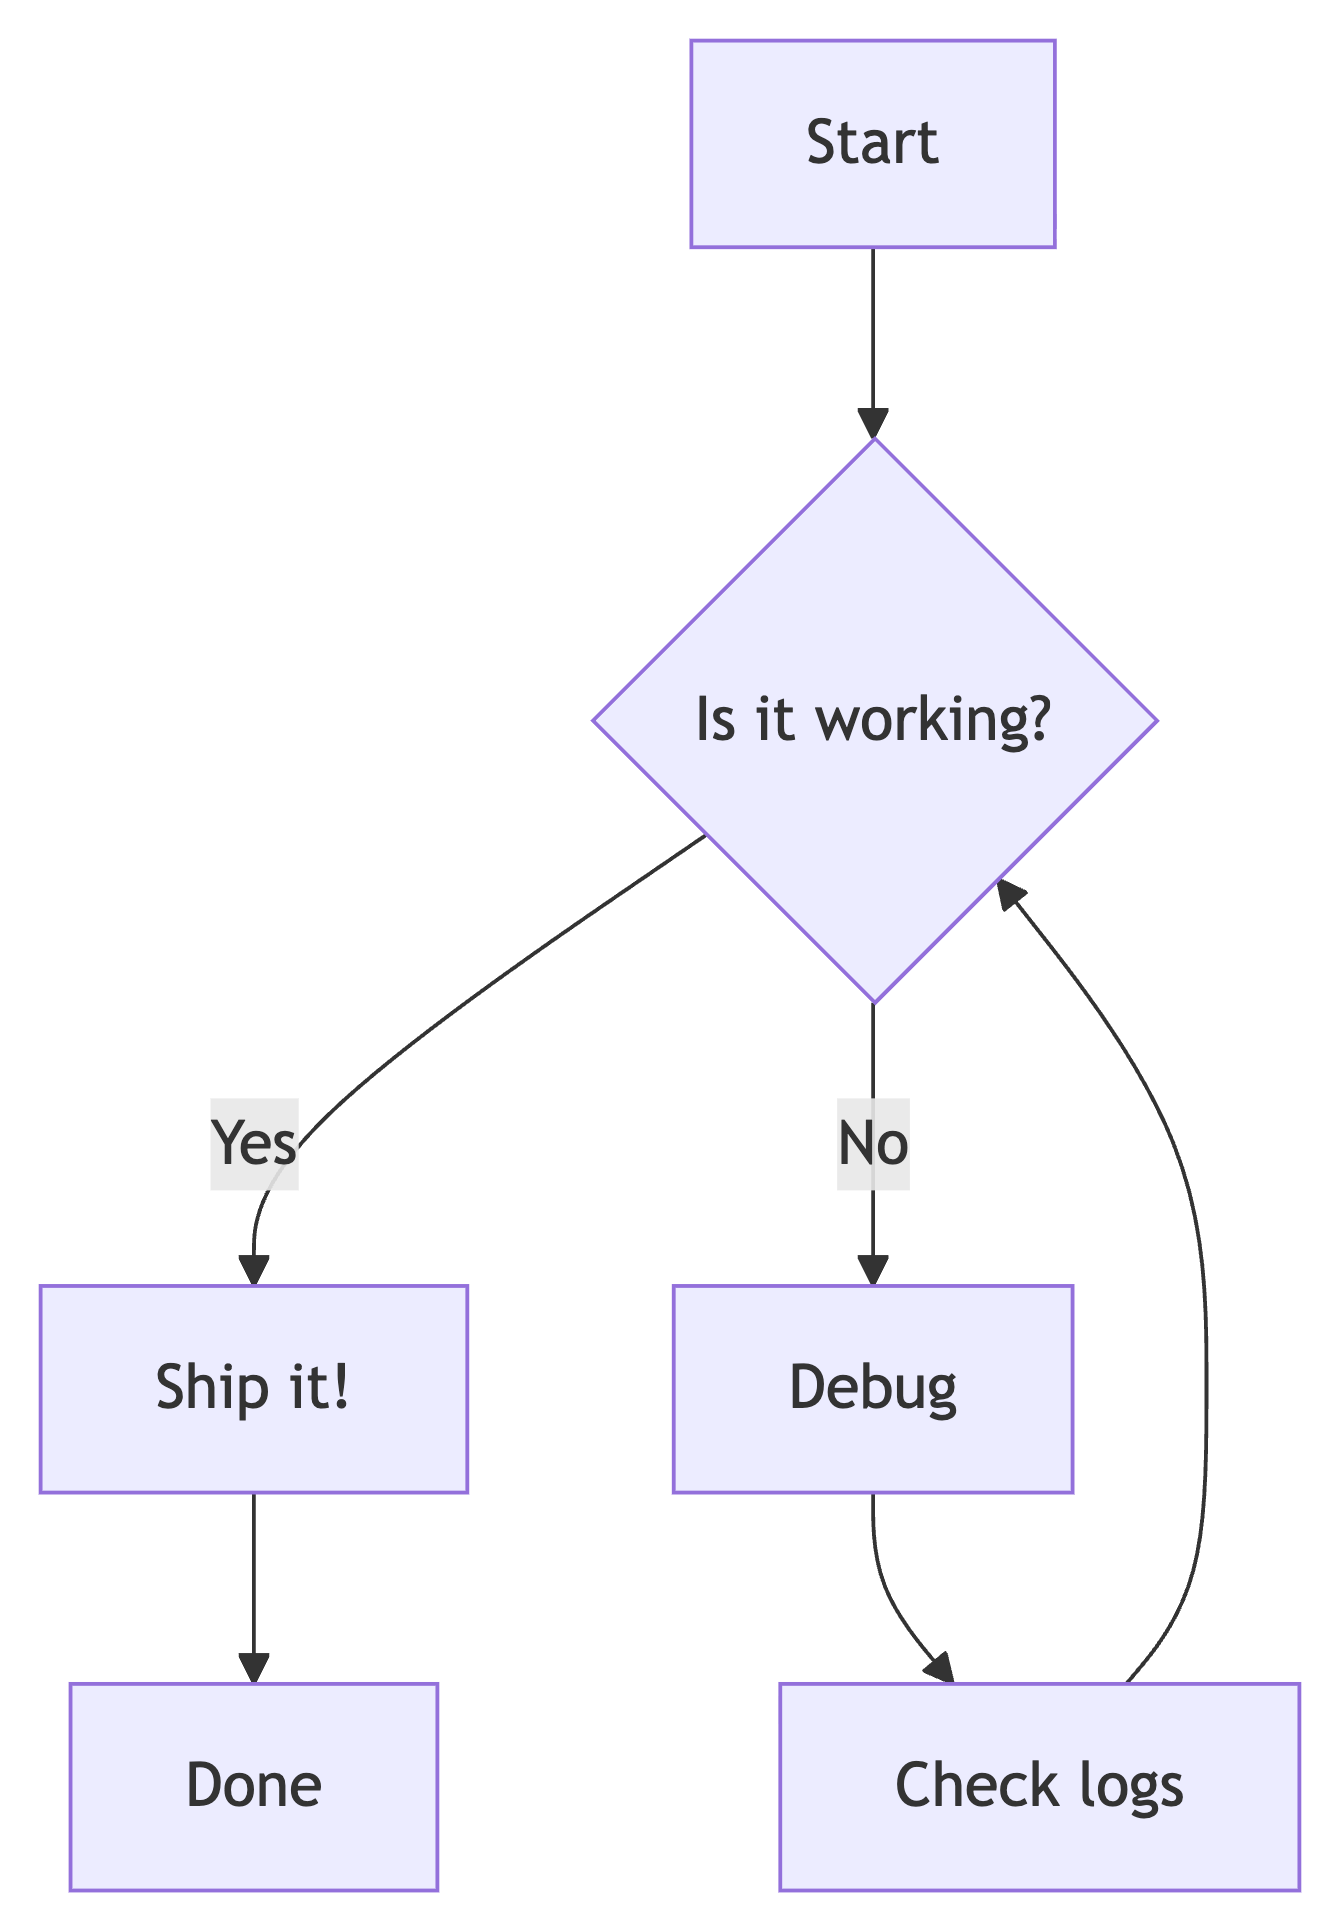 Start
Is it working?
Yes
No
Ship it!
Debug
Done
Check logs